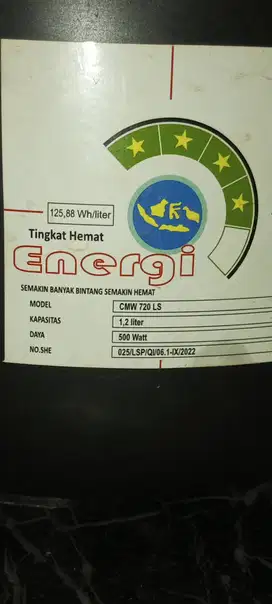 125,88 Wh/liter
Tingkat Hemat
Energi
SEMAKIN BANYAK BINTANG SEMAKIN HEMAT
MODEL CMW 720 LS
KAPASITAS 1,2 liter
DAYA 500 Watt
NO.SHE 025/LSP/QI/06.1-IX/2022